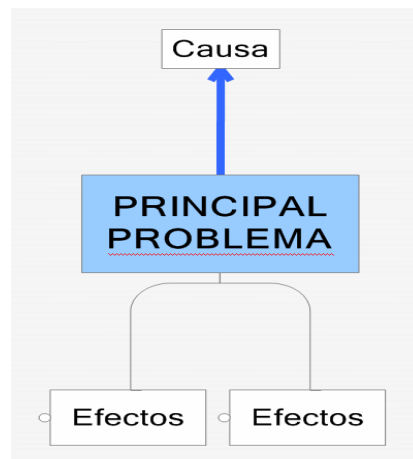 Causa
PRINCIPAL
PROBLEMA
Efectos
Efectos